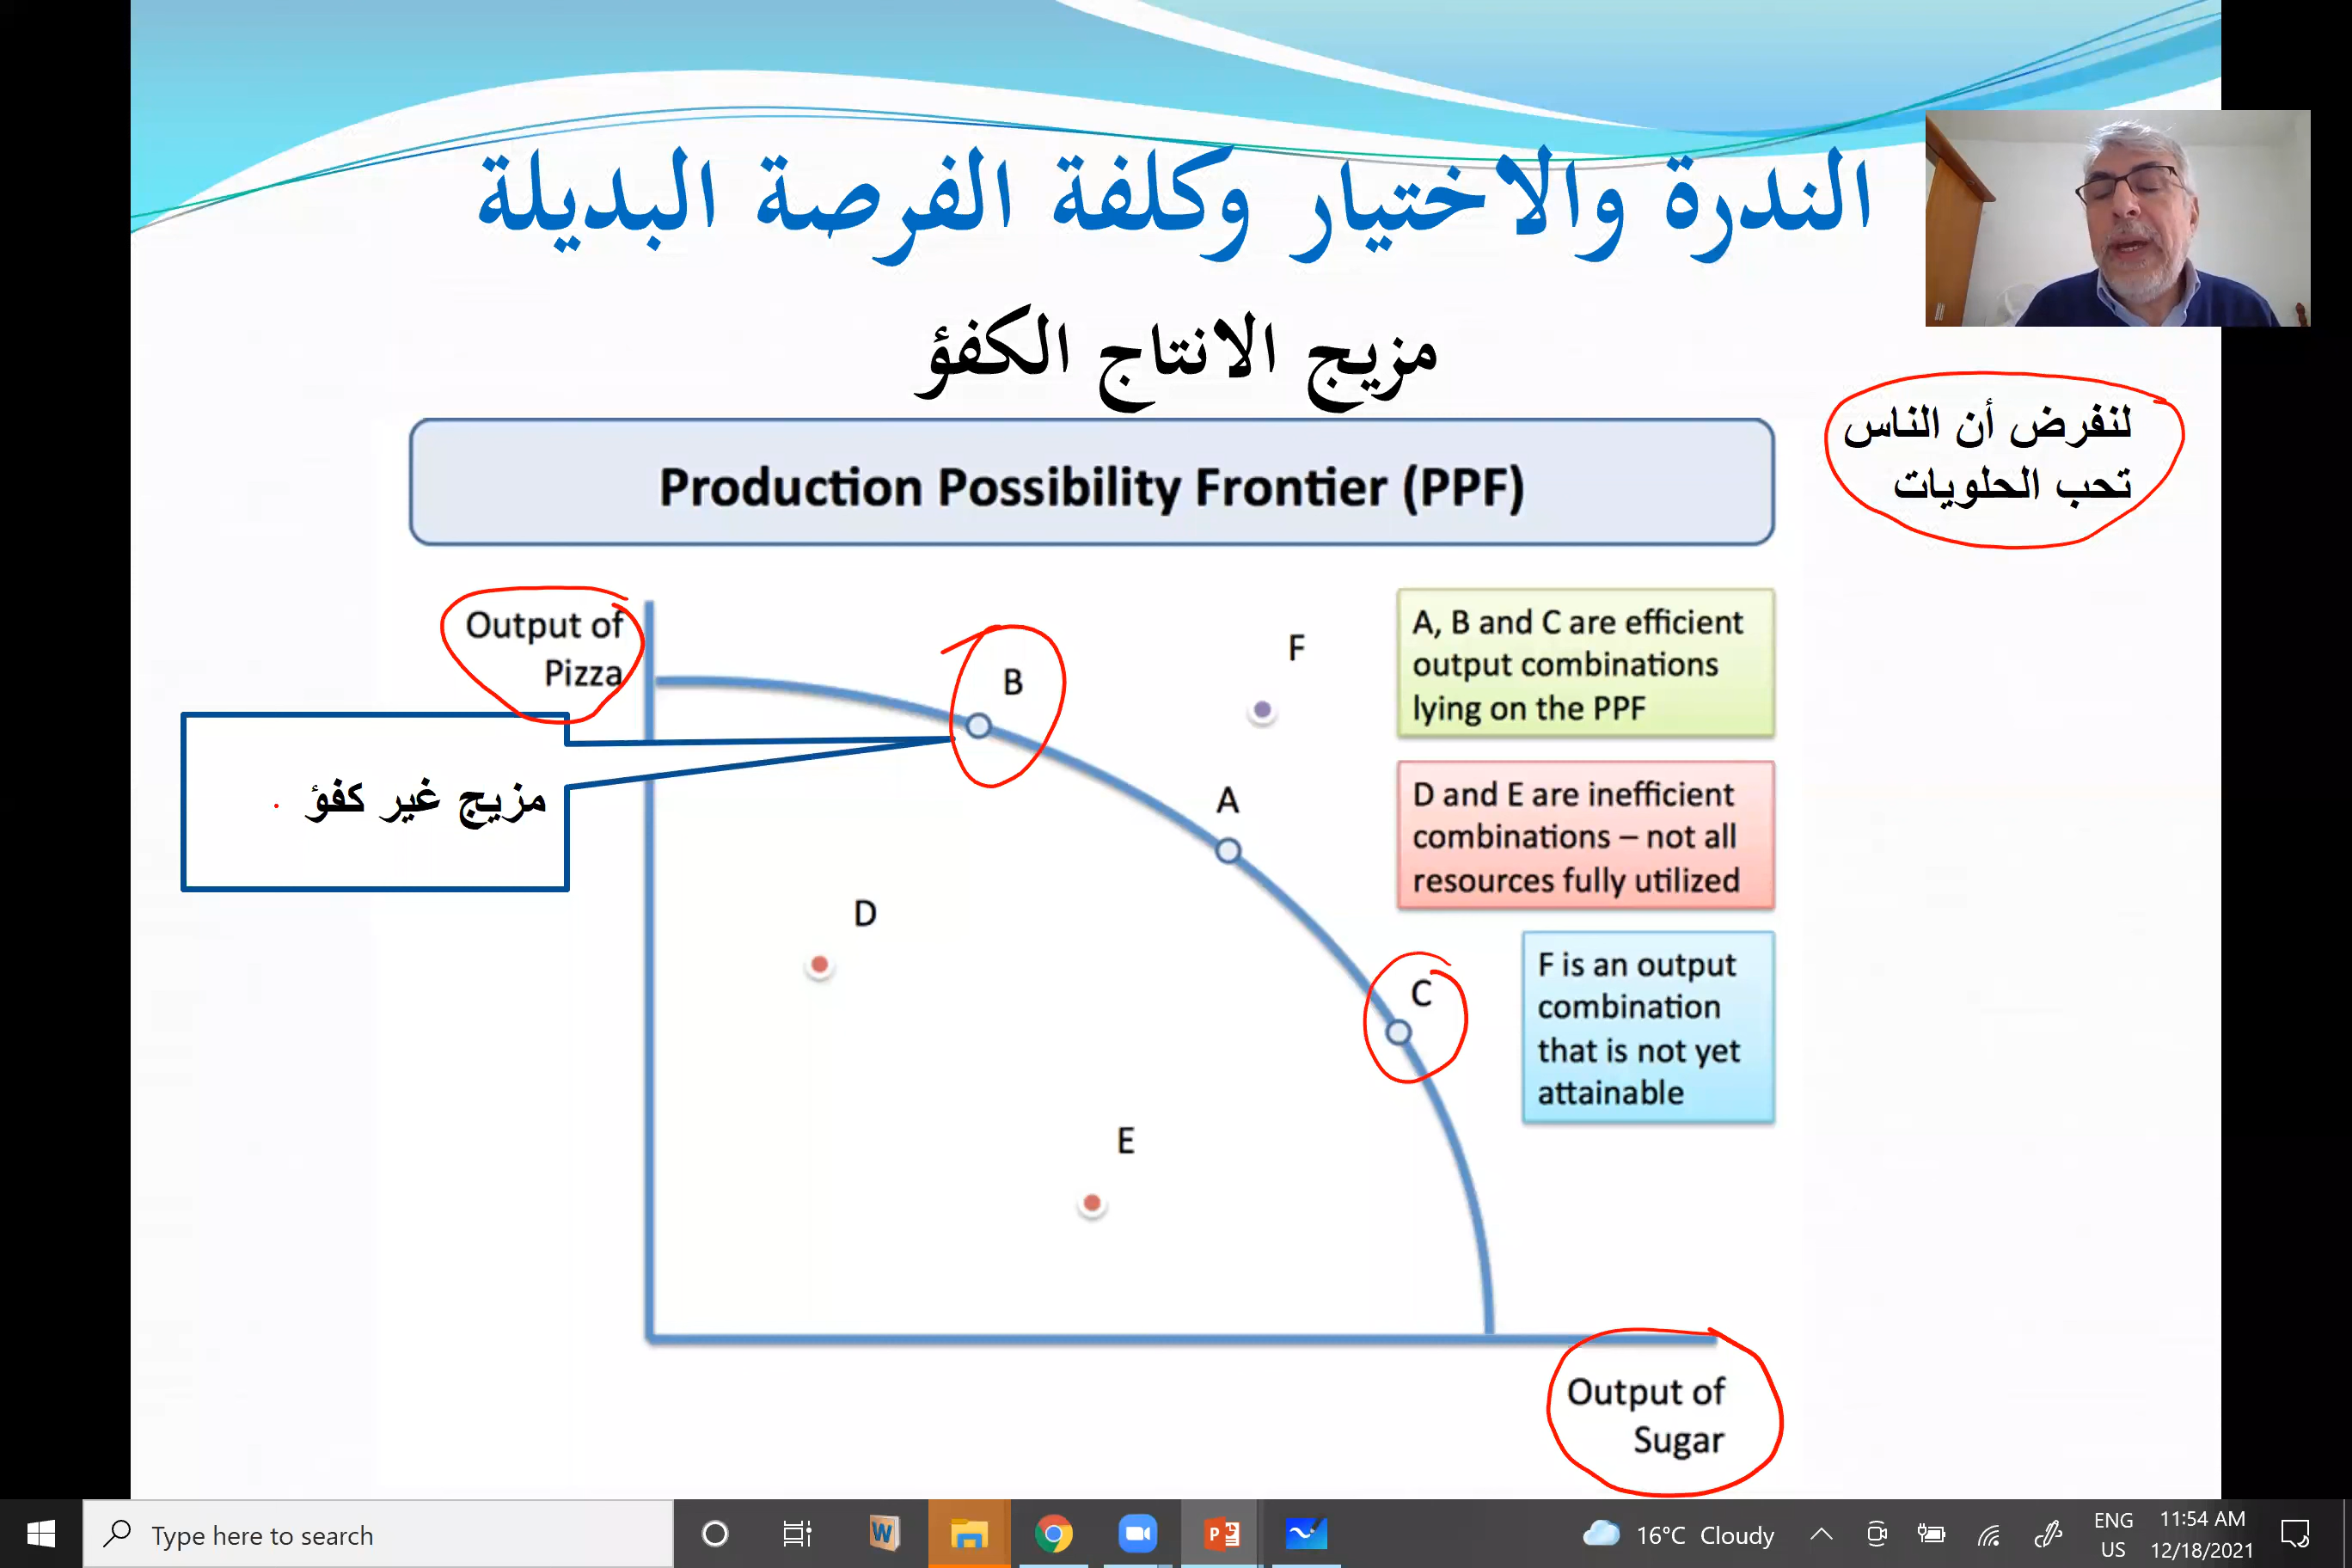 الندرة والاختيار وكلفة الفرصة البديلة
مزيج الانتاج الكفؤ
لنفرض أن الناس
تحب الحلويات
Production Possibility Frontier (PPF)
Output of
Pizza
B
F
A, B and C are efficient
output combinations
lying on the PPF
مزيج غير كفؤ
A
D and E are inefficient
combinations – not all
resources fully utilized
D
C
F is an output
combination
that is not yet
attainable
E
Output of
Sugar
Type here to search
W
P
16°C Cloudy
ENG
US
11:54 AM
12/18/2021